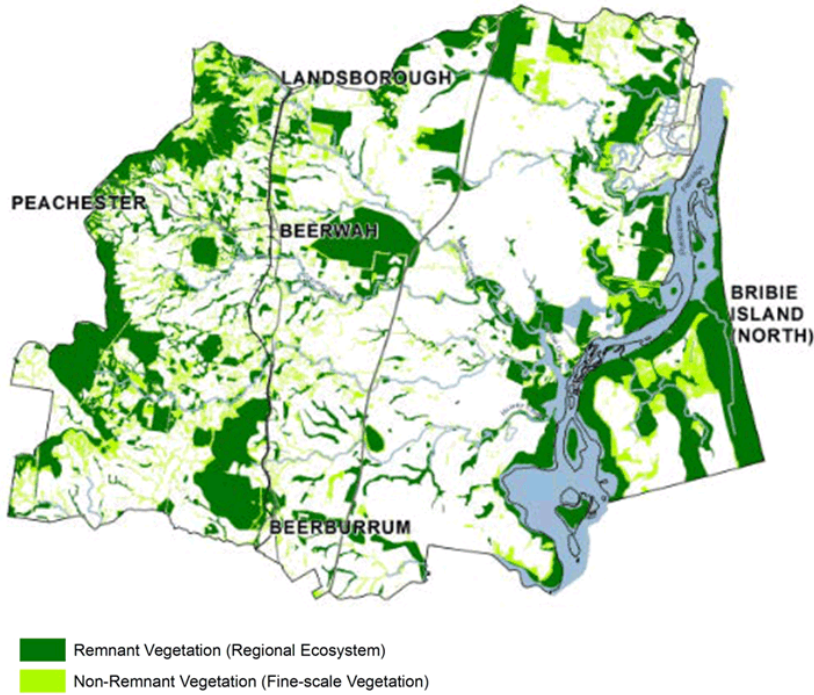 LANDSBOROUGH
PEACHESTER
BEERWAH
BRIBIE
ISLAND
(NORTH)
BEERBURRUM
Remnant Vegetation (Regional Ecosystem)
Non-Remnant Vegetation (Fine-scale Vegetation)